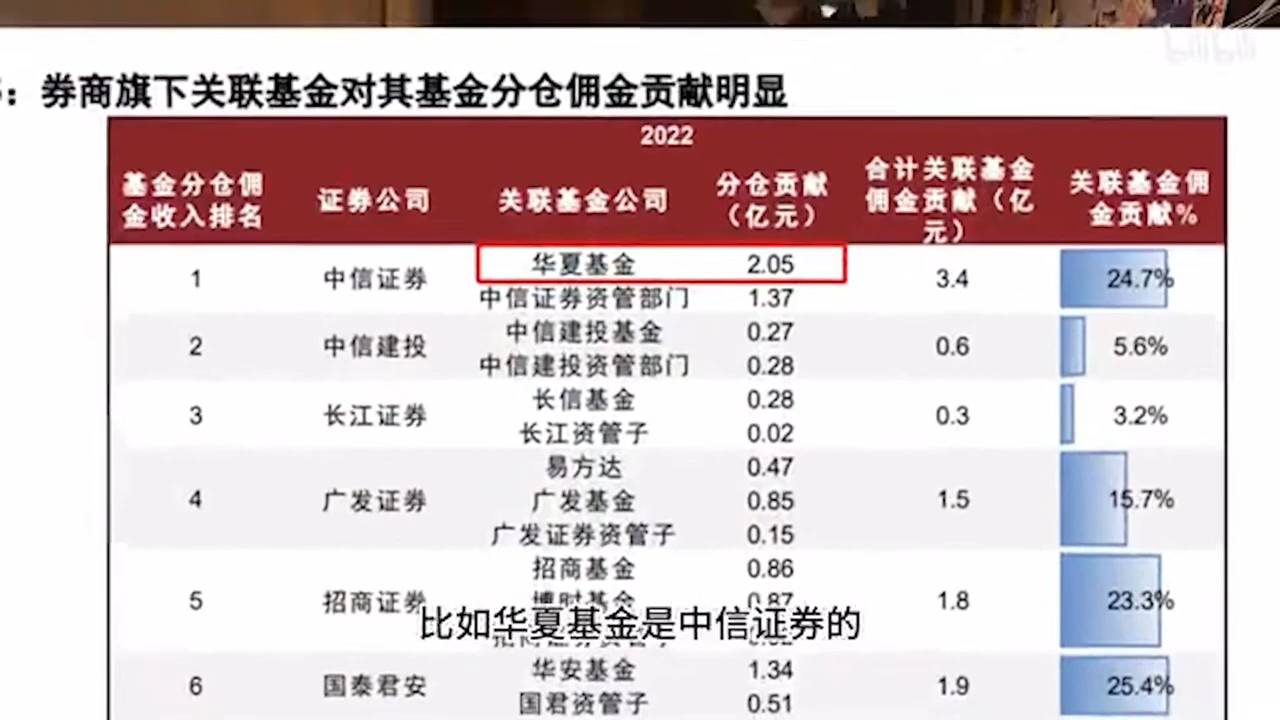 ：券商旗下关联基金对其基金分仓佣金贡献明显
2022
基金分仓佣
金收入排名
证券公司
关联基金公司
分仓贡献
（亿元）
合计关联基金
佣金贡献（亿
元）
关联基金佣
金贡献%
1 中信证券 华夏基金 2.05 3.4 24.7%
中信证券资管部门 1.37
2 中信建投 中信建投基金 0.27 0.6 5.6%
中信建投资管部门 0.28
3 长江证券 长信基金 0.28 0.3 3.2%
长江资管子 0.02
4 广发证券 易方达 0.47 1.5 15.7%
广发基金 0.85
广发证券资管子 0.15
5 招商证券 招商基金 0.86 1.8 23.3%
博时基金 0.87
比如华夏基金是中信证券的
6 国泰君安 华安基金 1.34 1.9 25.4%
国君资管子 0.51